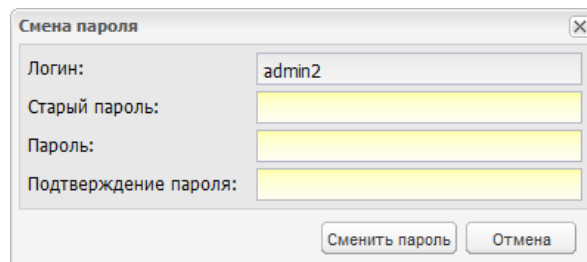 Смена пароля
Логин: admin2
Старый пароль:
Пароль:
Подтверждение пароля:
Сменить пароль Отмена